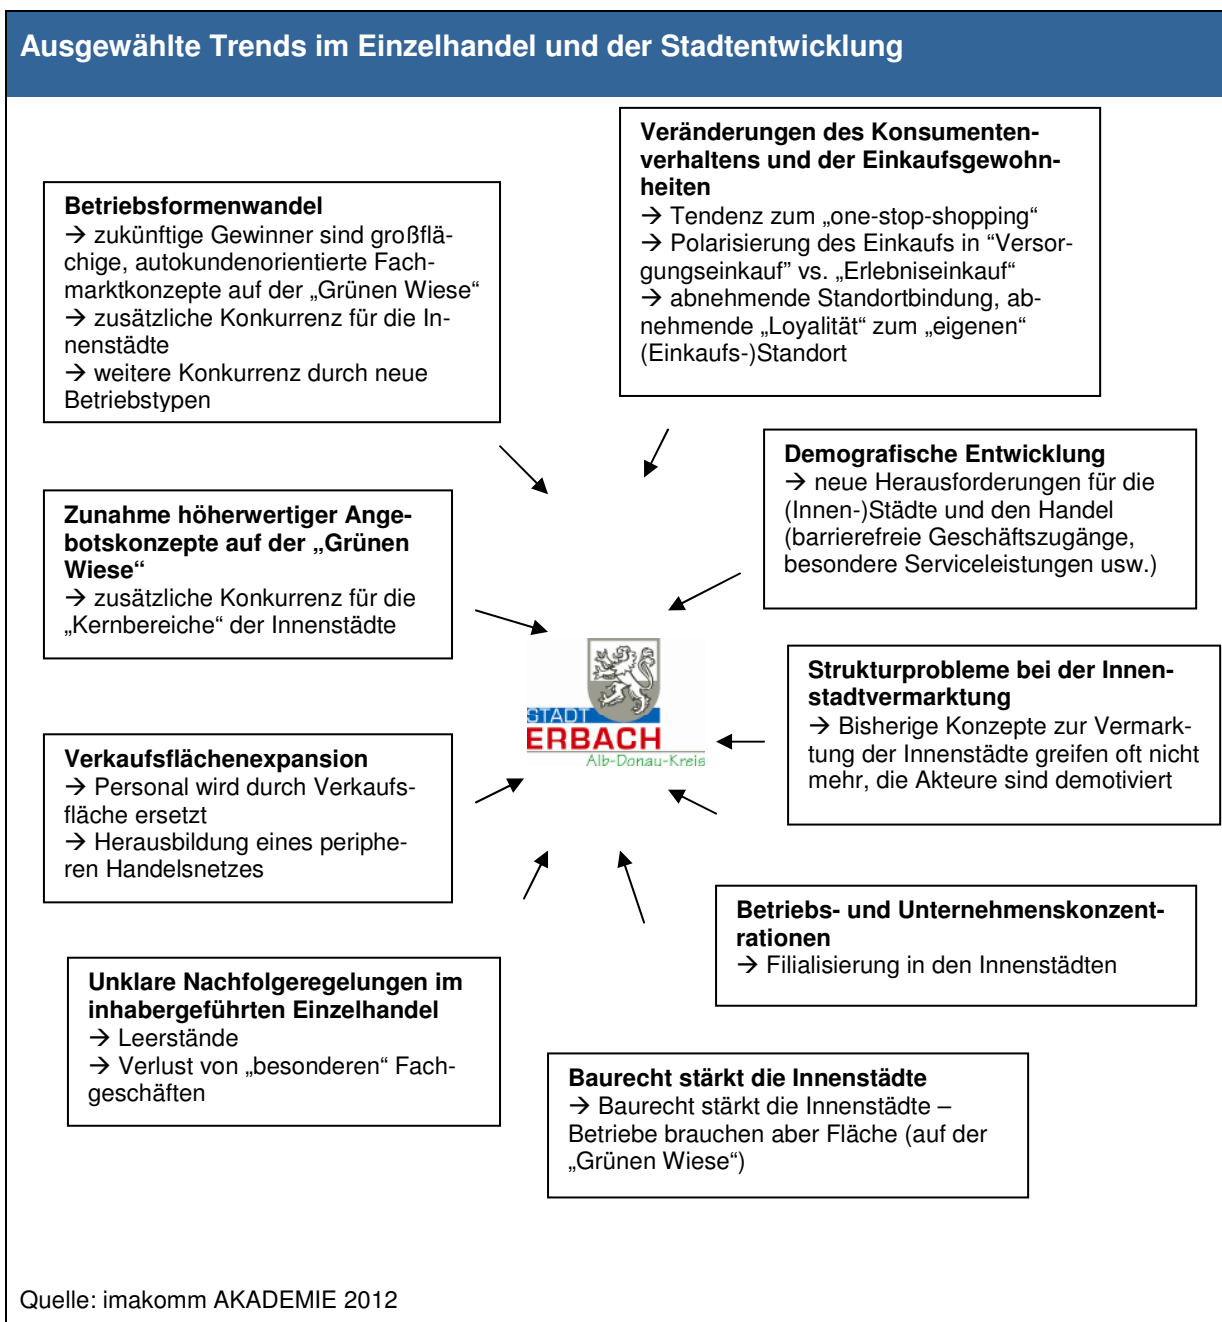 Ausgewählte Trends im Einzelhandel und der Stadtentwicklung
Veränderungen des Konsumenten-
verhaltens und der Einkaufsgewohn-
heiten
→ Tendenz zum „one-stop-shopping“
→ Polarisierung des Einkaufs in “Versor-
gungseinkauf” vs. „Erlebniseinkauf“
→ abnehmende Standortbindung, ab-
nehmende „Loyalität“ zum „eigenen“
(Einkaufs-)Standort
Betriebsformenwandel
→ zukünftige Gewinner sind großflä-
chige, autokundenorientierte Fach-
marktkonzepte auf der „Grünen Wiese“
→ zusätzliche Konkurrenz für die In-
nenstädte
→ weitere Konkurrenz durch neue
Betriebstypen
Demografische Entwicklung
→ neue Herausforderungen für die
(Innen-)Städte und den Handel
(barrierefreie Geschäftszugänge,
besondere Serviceleistungen usw.)
Zunahme höherwertiger Ange-
botskonzepte auf der „Grünen
Wiese“
→ zusätzliche Konkurrenz für die
„Kernbereiche“ der Innenstädte
STADT
ERBACH
Alb-Donau-Kreis
Strukturprobleme bei der Innen-
stadtvermarktung
→ Bisherige Konzepte zur Vermark-
tung der Innenstädte greifen oft nicht
mehr, die Akteure sind demotiviert
Verkaufsflächenexpansion
→ Personal wird durch Verkaufs-
fläche ersetzt
→ Herausbildung eines periphe-
ren Handelsnetzes
Betriebs- und Unternehmenskonzent-
rationen
→ Filialisierung in den Innenstädten
Unklare Nachfolgeregelungen im
inhabergeführten Einzelhandel
→ Leerstände
→ Verlust von „besonderen“ Fach-
geschäften
Baurecht stärkt die Innenstädte
→ Baurecht stärkt die Innenstädte –
Betriebe brauchen aber Fläche (auf der
„Grünen Wiese“)
Quelle: imakomm AKADEMIE 2012